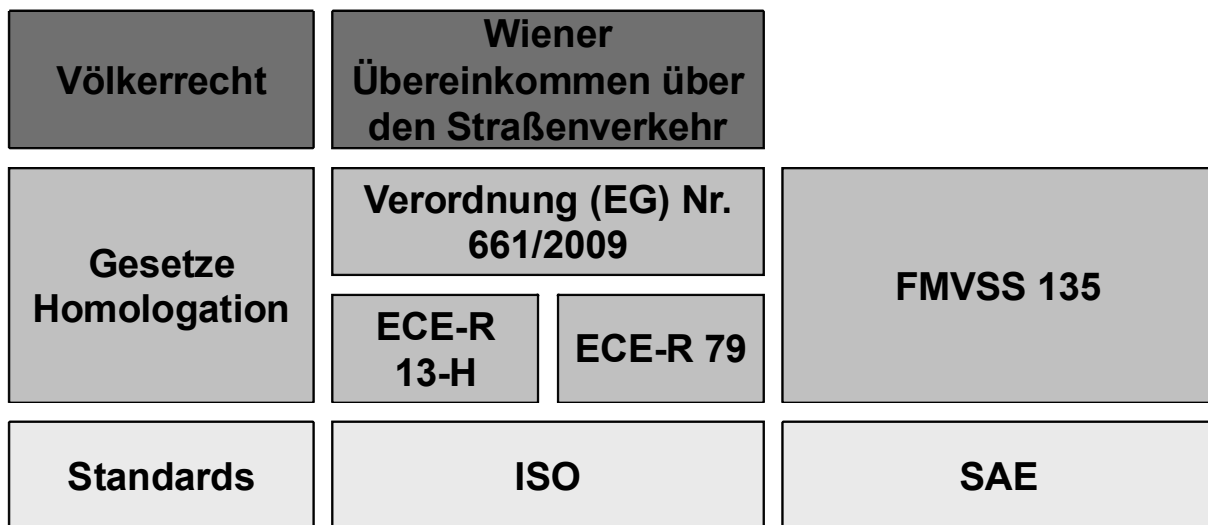 Völkerrecht
Wiener
Übereinkommen über
den Straßenverkehr
Gesetze
Homologation
Verordnung (EG) Nr.
661/2009
ECE-R
13-H
ECE-R 79
FMVSS 135
Standards
ISO
SAE